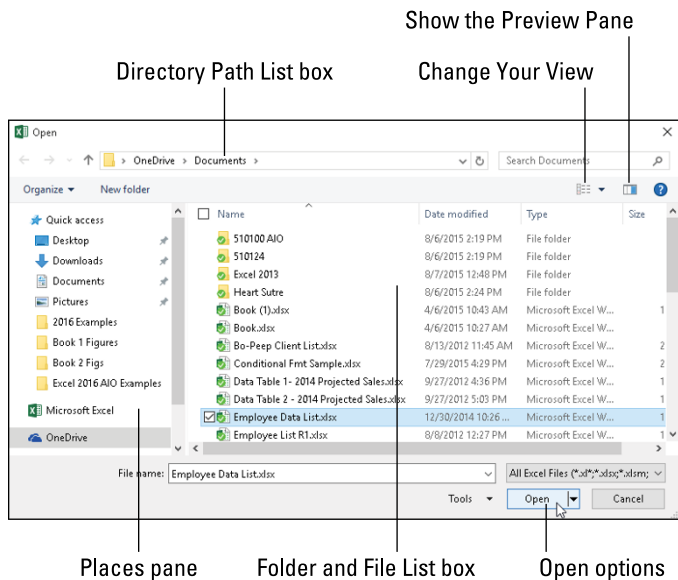 Show the Preview Pane
Directory Path List box
Change Your View
Open
OneDrive > Documents >
Search Documents
Organize
New folder
Name
Date modified
Type
Size
Quick access
Desktop
Downloads
Documents
Pictures
2016 Examples
Book 1 Figures
Book 2 Figs
Excel 2016 AIO Examples
Microsoft Excel
OneDrive
510100 AIO 8/6/2015 2:19 PM File folder
510124 8/6/2015 2:19 PM File folder
Excel 2013 8/7/2015 12:48 PM File folder
Heart Sutre 8/6/2015 2:24 PM File folder
Book (1).xlsx 4/6/2015 10:43 AM Microsoft Excel W... 1
Book.xlsx 4/6/2015 10:27 AM Microsoft Excel W...
Bo-Peep Client List.xlsx 8/13/2012 11:45 AM Microsoft Excel W... 2
Conditional Fmt Sample.xlsx 7/29/2015 4:29 PM Microsoft Excel W... 2
Data Table 1- 2014 Projected Sales.xlsx 9/27/2012 4:36 PM Microsoft Excel W... 1
Data Table 2 - 2014 Projected Sales.xlsx 9/27/2012 5:03 PM Microsoft Excel W... 1
Employee Data List.xlsx 12/30/2014 10:26 ... Microsoft Excel W... 1
Employee List R1.xlsx 8/8/2012 12:27 PM Microsoft Excel W... 1
File name: Employee Data List.xlsx
All Excel Files (*.xl*;*.xlsx;*.xlsm;
Tools
Open
Cancel
Places pane
Folder and File List box
Open options